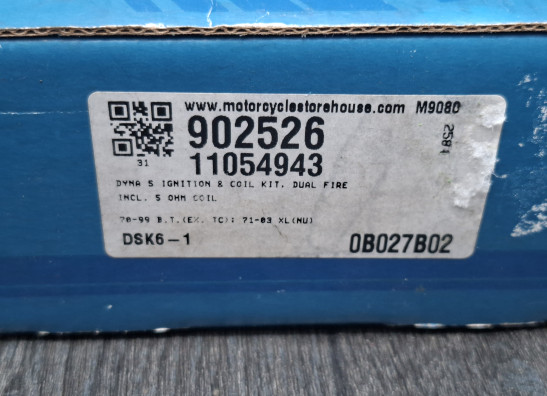 www.motorcyclestorehouse.com M9080
902526
2581
11054943
31
DYNA S IGNITION & COIL KIT, DUAL FIRE
INCL. 5 OHM COIL
70-99 B.T.(EX. TC); 71-03 XL(NU)
DSK6-1 0B027B02